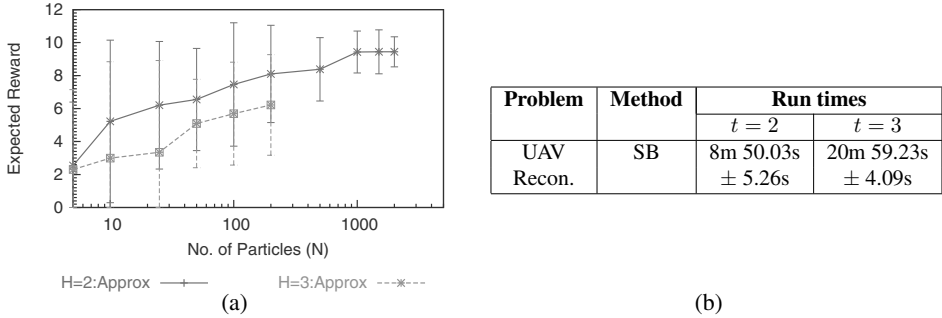 12
10
8
6
4
2
0
Expected Reward
10 100 1000
No. of Particles (N)
H=2:Approx H=3:Approx
(a)
Problem Method Run times
t = 2 t = 3
UAV SB 8m 50.03s 20m 59.23s
Recon. ± 5.26s ± 4.09s
(b)